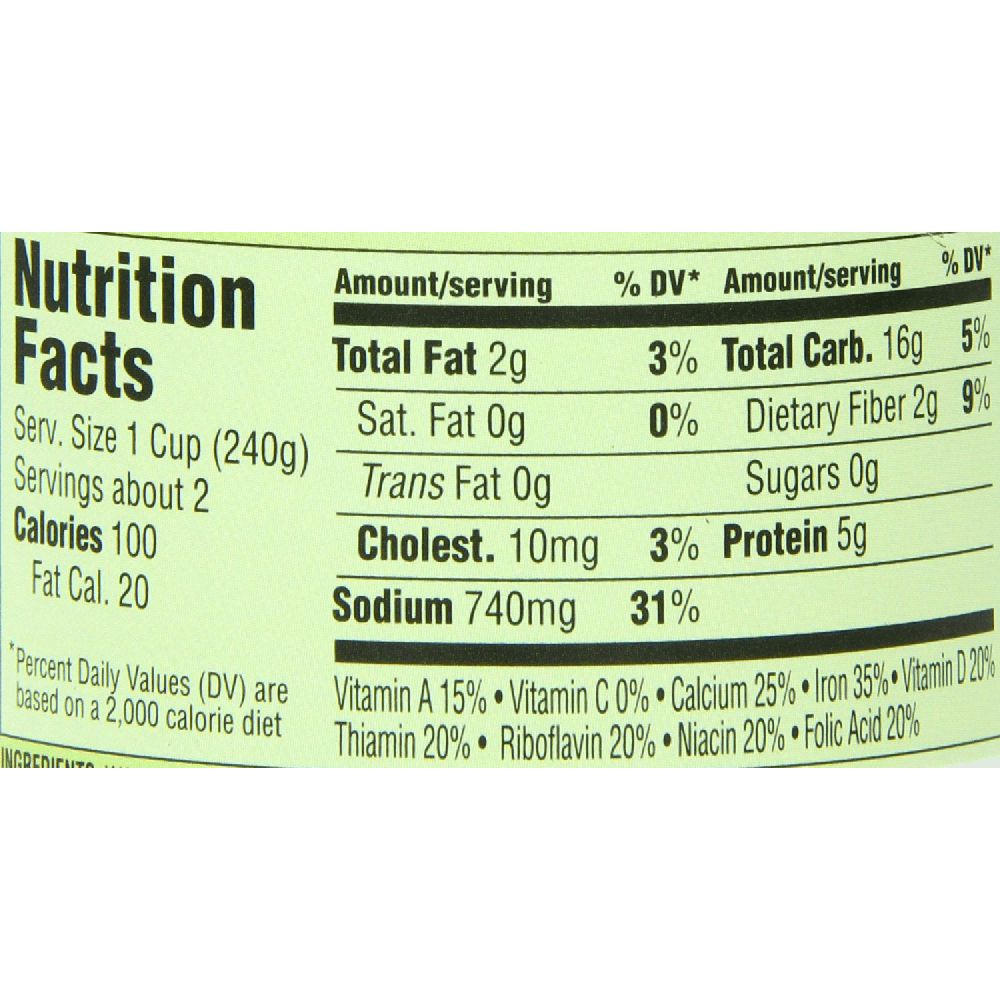 Nutrition
Facts
Serv. Size 1 Cup (240g)
Servings about 2
Calories 100
Fat Cal. 20
*Percent Daily Values (DV) are
based on a 2,000 calorie diet
INGREDIENTS:
Amount/serving % DV* Amount/serving % DV*
Total Fat 2g 3% Total Carb. 16g 5%
Sat. Fat 0g 0% Dietary Fiber 2g 9%
Trans Fat 0g Sugars 0g
Cholest. 10mg 3% Protein 5g
Sodium 740mg 31%
Vitamin A 15% • Vitamin C 0% • Calcium 25% • Iron 35% • Vitamin D 20%
Thiamin 20% • Riboflavin 20% • Niacin 20% • Folic Acid 20%